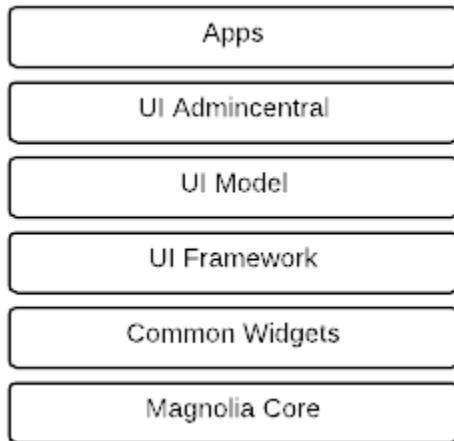 Apps
UI Admincentral
UI Model
UI Framework
Common Widgets
Magnolia Core